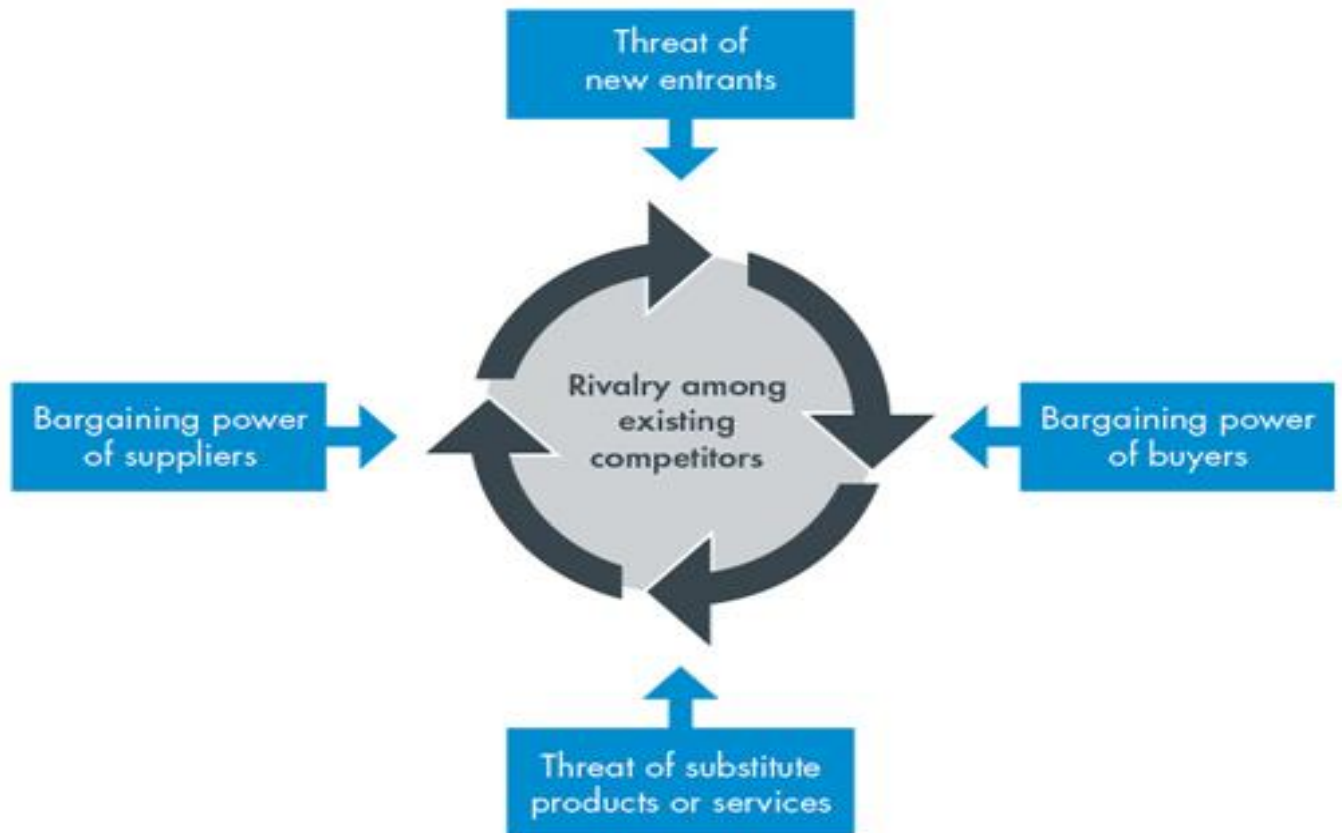 Threat of
new entrants
Bargaining power
of suppliers
Rivalry among
existing
competitors
Bargaining power
of buyers
Threat of substitute
products or services